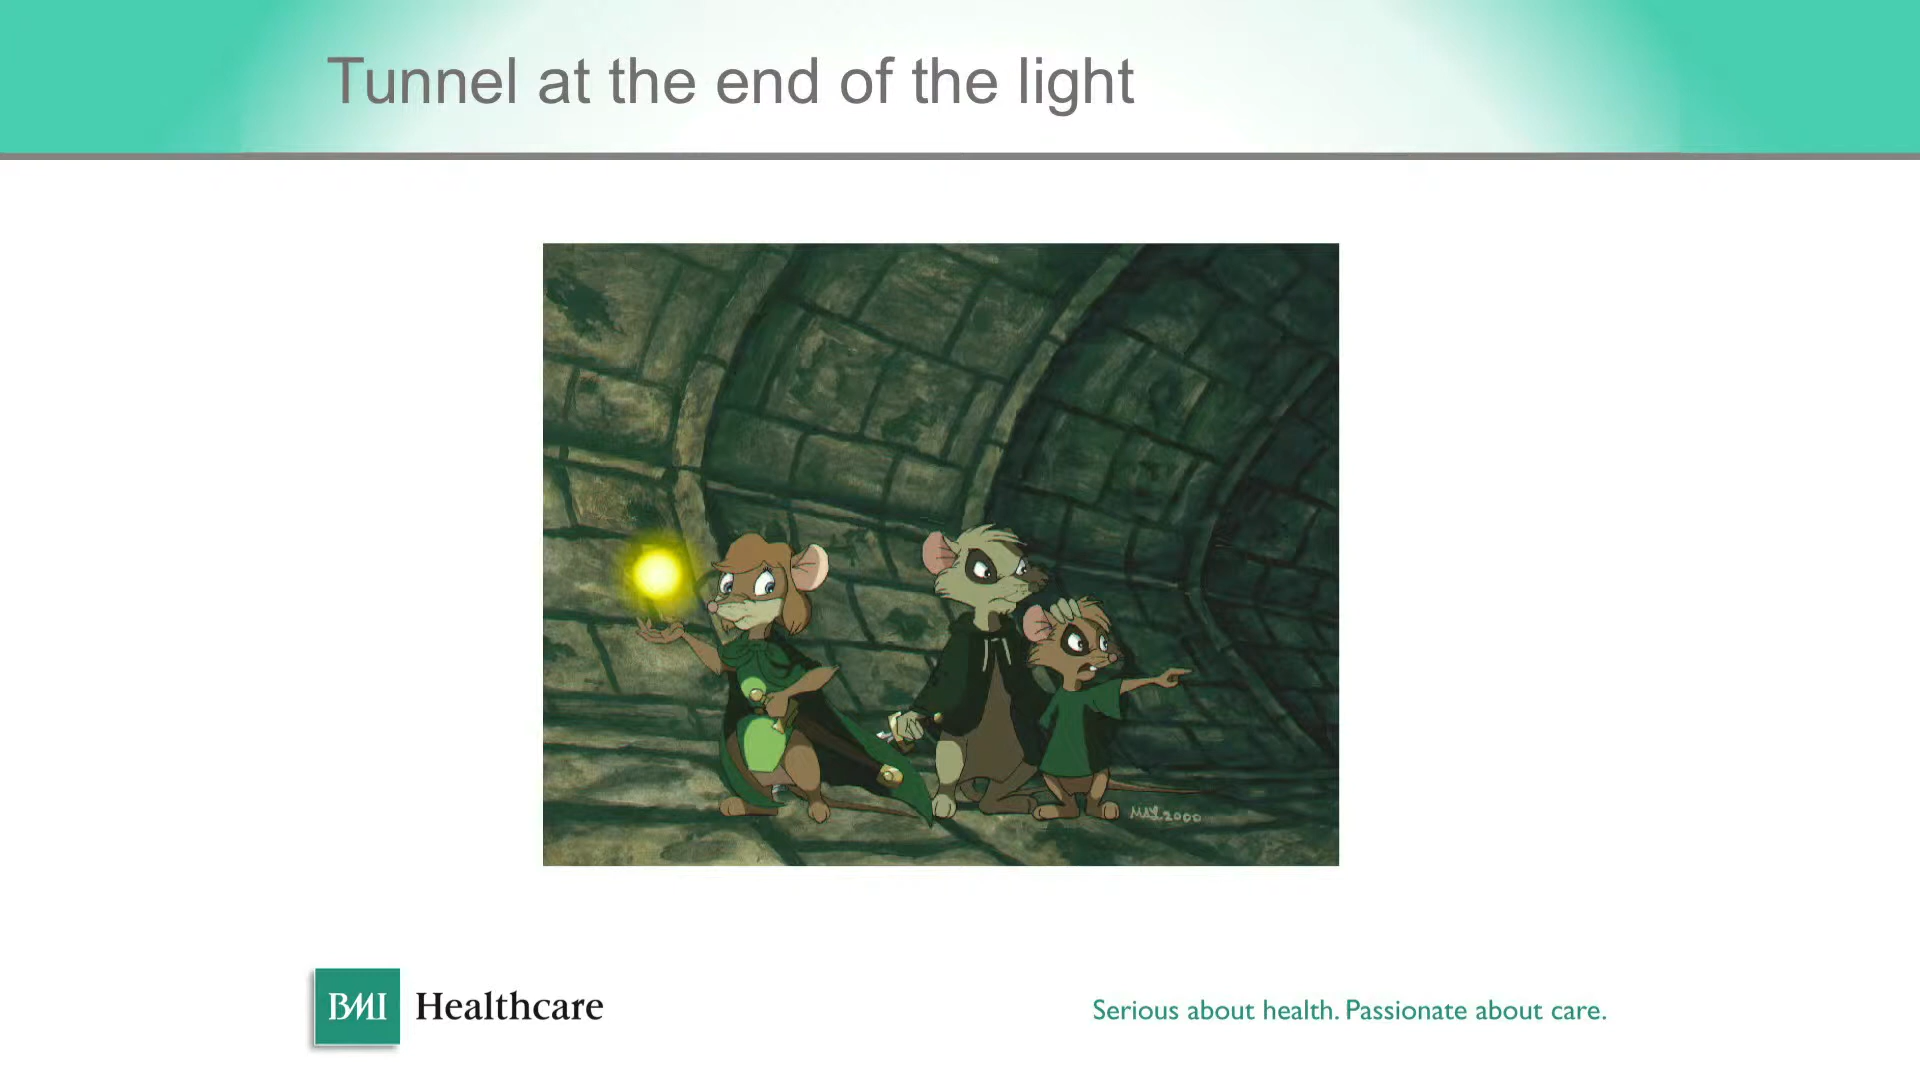 Tunnel at the end of the light
MAY 2000
BMI Healthcare
Serious about health. Passionate about care.